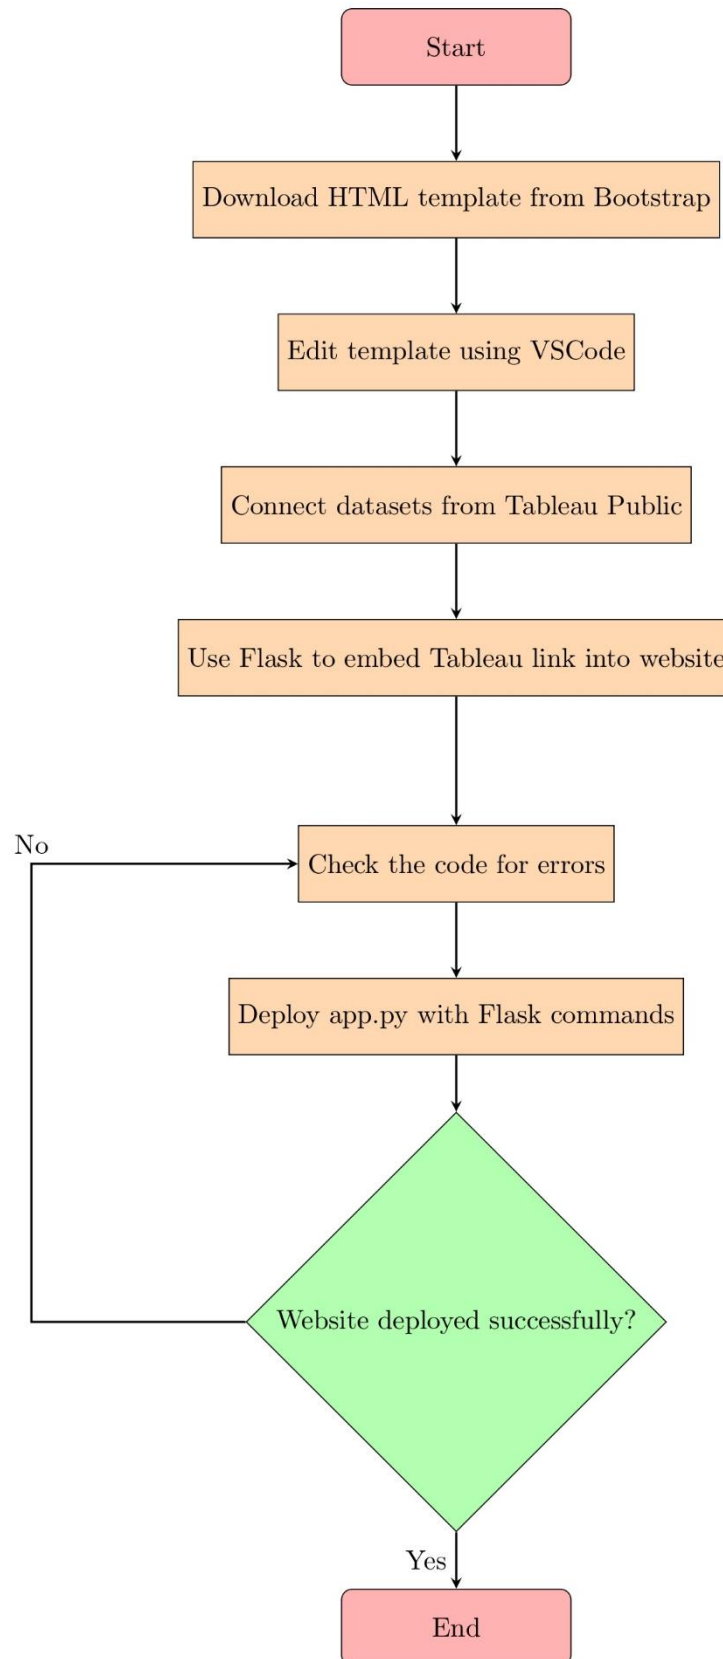 Start
Download HTML template from Bootstrap
Edit template using VSCode
Connect datasets from Tableau Public
Use Flask to embed Tableau link into website
No
Check the code for errors
Deploy app.py with Flask commands
Website deployed successfully?
Yes
End